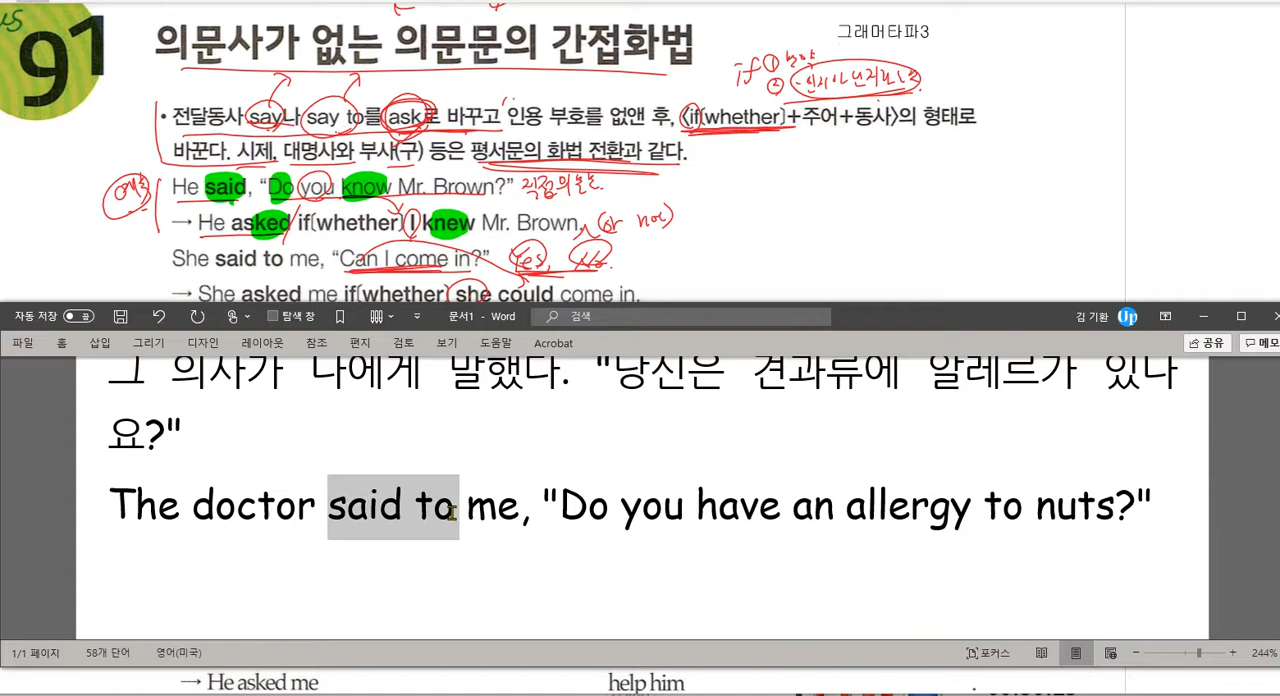 91
의문사가 없는 의문문의 간접화법
그래머타파3
if ①
②
• 전달동사 say나 say to를 ask로 바꾸고 인용 부호를 없앤 후, 〈if[whether]+주어+동사〉의 형태로
바꾼다. 시제, 대명사와 부사(구) 등은 평서문의 화법 전환과 같다.
He said, “Do you know Mr. Brown?”
→ He asked if[whether] I knew Mr. Brown. (or not)
She said to me, “Can I come in?” Yes, No.
→ She asked me if[whether] she could come in.
자동 저장 끔 탐색 창 문서1 - Word 검색 김 기환
파일 홈 삽입 그리기 디자인 레이아웃 참조 편지 검토 보기 도움말 Acrobat 공유 메모
그 의사가 나에게 말했다. "당신은 견과류에 알레르기가 있나
요?"
The doctor said to me, "Do you have an allergy to nuts?"
1/1 페이지 58개 단어 영어(미국) 포커스 244%
→ He asked me help him